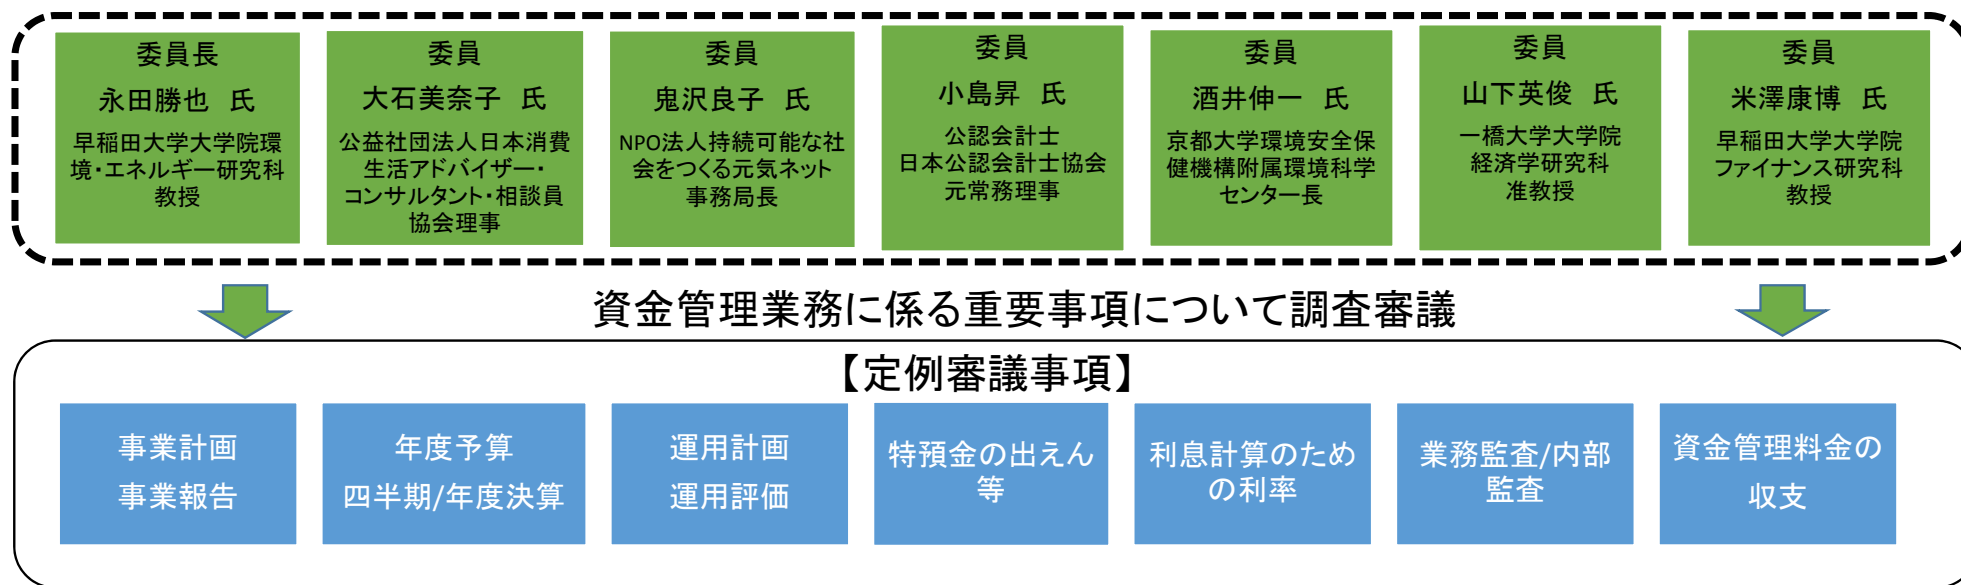 委員長
永田勝也 氏
早稲田大学大学院環
境・エネルギー研究科
教授
委員
大石美奈子 氏
公益社団法人日本消費
生活アドバイザー・
コンサルタント・相談員
協会理事
委員
鬼沢良子 氏
NPO法人持続可能な社
会をつくる元気ネット
事務局長
委員
小島昇 氏
公認会計士
日本公認会計士協会
元常務理事
委員
酒井伸一 氏
京都大学環境安全保
健機構附属環境科学
センター長
委員
山下英俊 氏
一橋大学大学院
経済学研究科
准教授
委員
米澤康博 氏
早稲田大学大学院
ファイナンス研究科
教授
資金管理業務に係る重要事項について調査審議
【定例審議事項】
事業計画
事業報告
年度予算
四半期/年度決算
運用計画
運用評価
特預金の出えん
等
利息計算のため
の利率
業務監査/内部
監査
資金管理料金の
収支